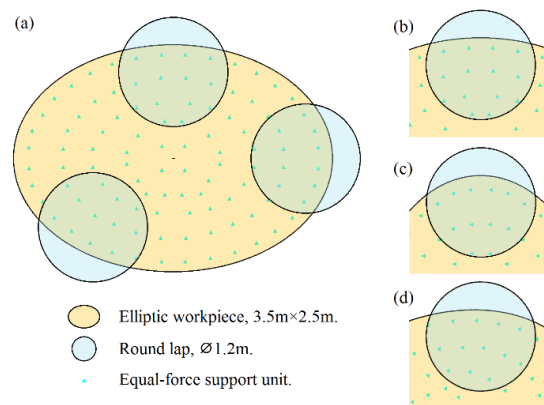 (a)
(b)
(c)
(d)
Elliptic workpiece, 3.5m×2.5m.
Round lap, Ø1.2m.
Equal-force support unit.